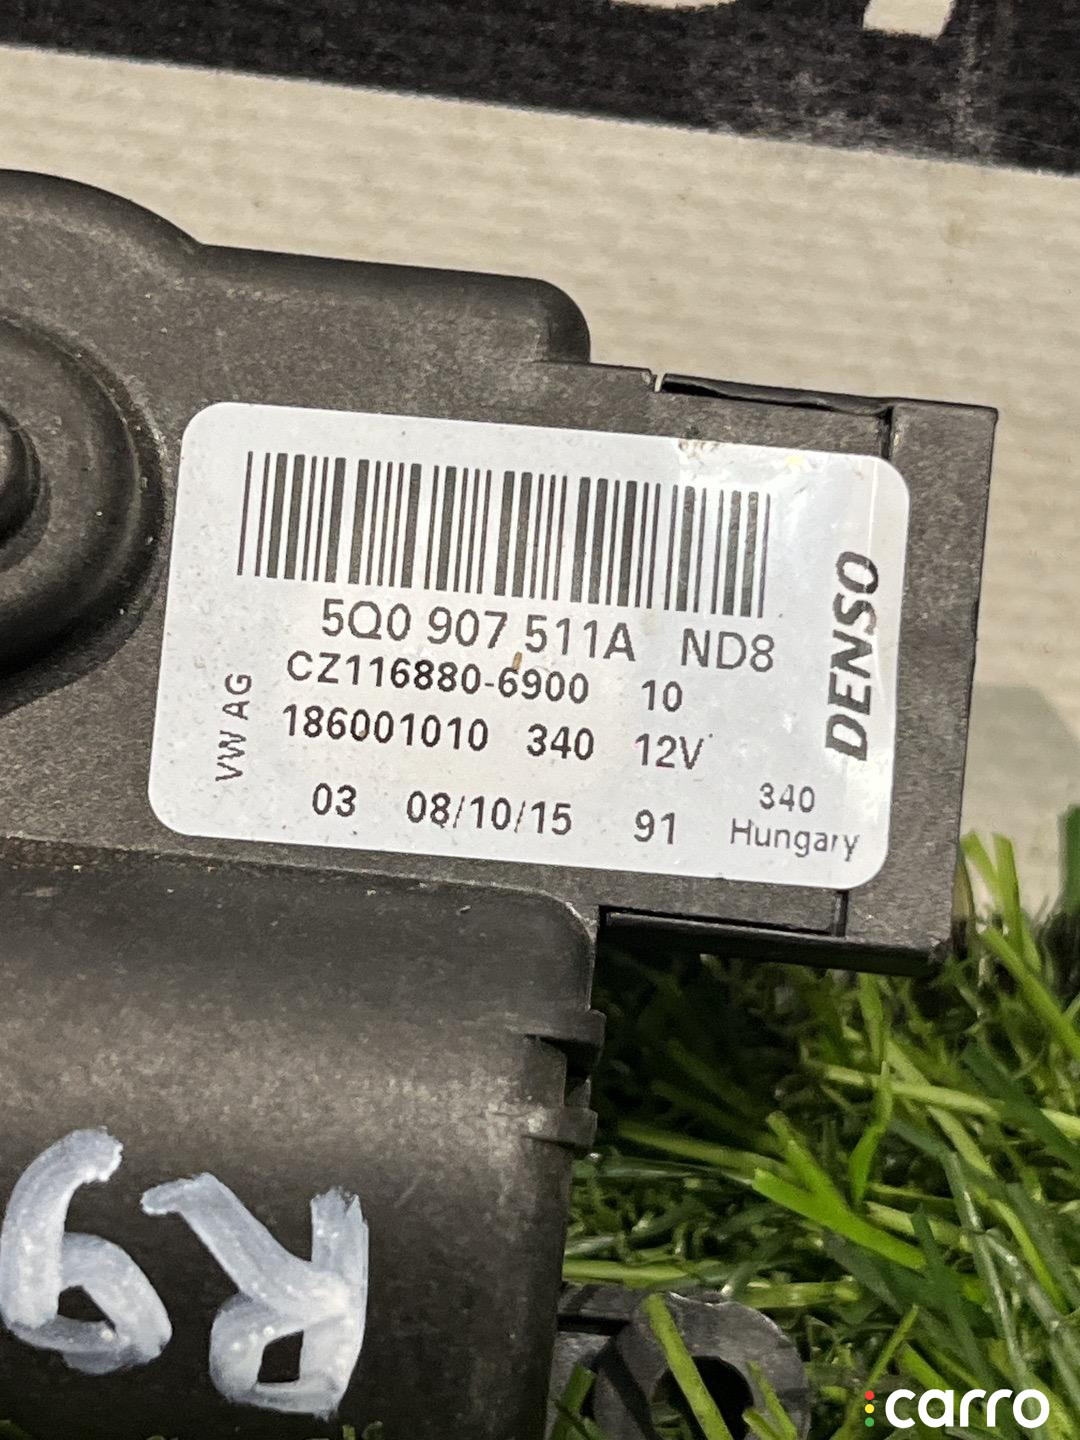 5Q0 907 511A ND8
CZ116880-6900 10
186001010 340 12V
03 08/10/15 91
340
Hungary
VW AG
DENSO
R9
carro